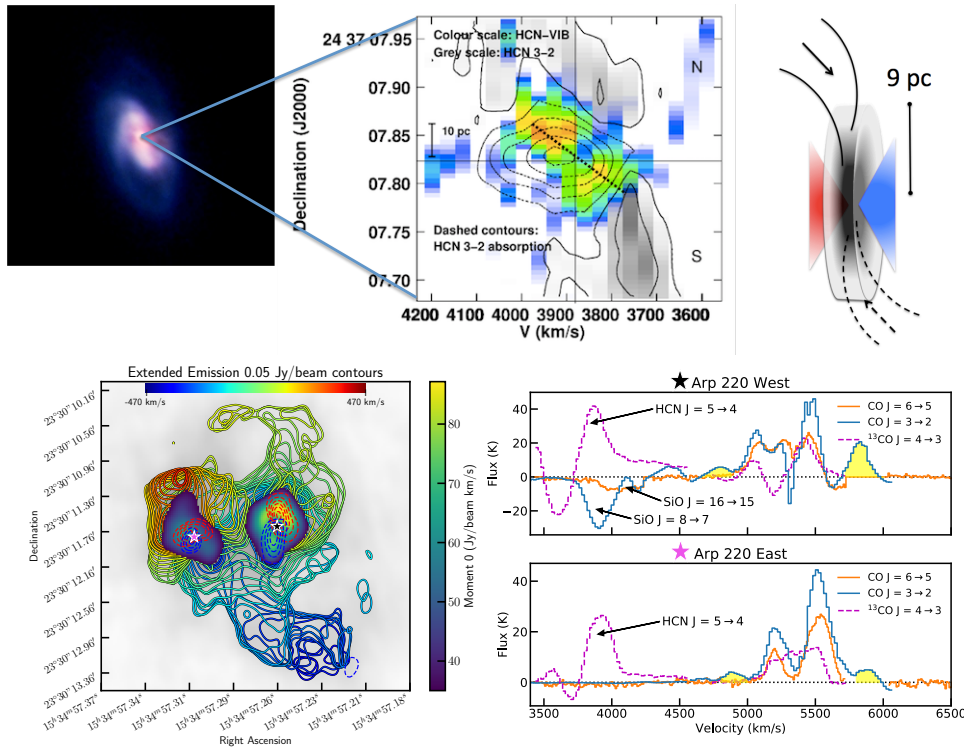 24 37 07.95
07.90
07.85
07.80
07.75
07.70
Declination (J2000)
Colour scale: HCN-VIB
Grey scale: HCN 3-2
N
10 pc
Dashed contours:
HCN 3-2 absorption
S
4200 4100 4000 3900 3800 3700 3600
V (km/s)
9 pc
Extended Emission 0.05 Jy/beam contours
-470 km/s
470 km/s
23°30'10.16"
10.56"
23°30'10.96"
23°30'11.36"
23°30'11.76"
23°30'12.16"
23°30'12.56"
23°30'12.96"
23°30'13.36"
Declination
15ʰ34ᵐ57.37ˢ
15ʰ34ᵐ57.34ˢ
15ʰ34ᵐ57.31ˢ
15ʰ34ᵐ57.29ˢ
15ʰ34ᵐ57.26ˢ
15ʰ34ᵐ57.23ˢ
15ʰ34ᵐ57.21ˢ
15ʰ34ᵐ57.18ˢ
Right Ascension
80
70
60
50
40
Moment 0 (Jy/beam km/s)
Arp 220 West
40
20
0
−20
Flux (K)
HCN J = 5→4
SiO J = 16→15
SiO J = 8→7
CO J = 6→5
CO J = 3→2
¹³CO J = 4→3
Arp 220 East
40
20
0
Flux (K)
HCN J = 5→4
CO J = 6→5
CO J = 3→2
¹³CO J = 4→3
3500 4000 4500 5000 5500 6000 6500
Velocity (km/s)